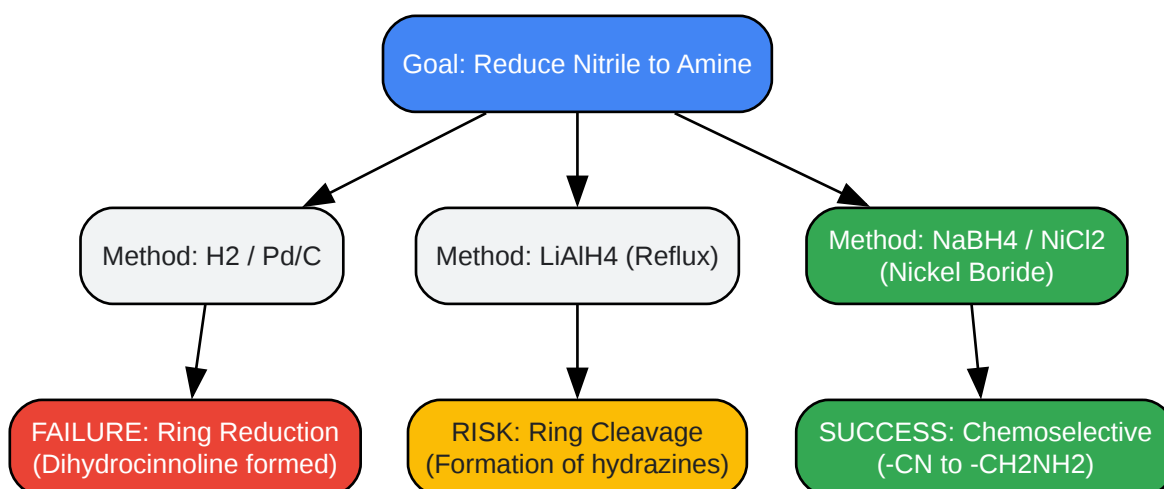 Goal: Reduce Nitrile to Amine
Method: H2 / Pd/C
Method: LiAlH4 (Reflux)
Method: NaBH4 / NiCl2
(Nickel Boride)
FAILURE: Ring Reduction
(Dihydrocinnoline formed)
RISK: Ring Cleavage
(Formation of hydrazines)
SUCCESS: Chemoselective
(-CN to -CH2NH2)